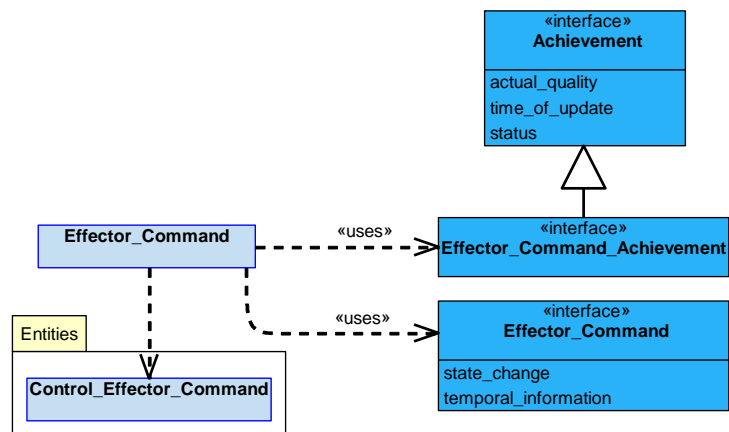 «interface»
Achievement
actual_quality
time_of_update
status
Effector_Command
«uses»
«interface»
Effector_Command_Achievement
«uses»
«interface»
Effector_Command
state_change
temporal_information
Entities
Control_Effector_Command